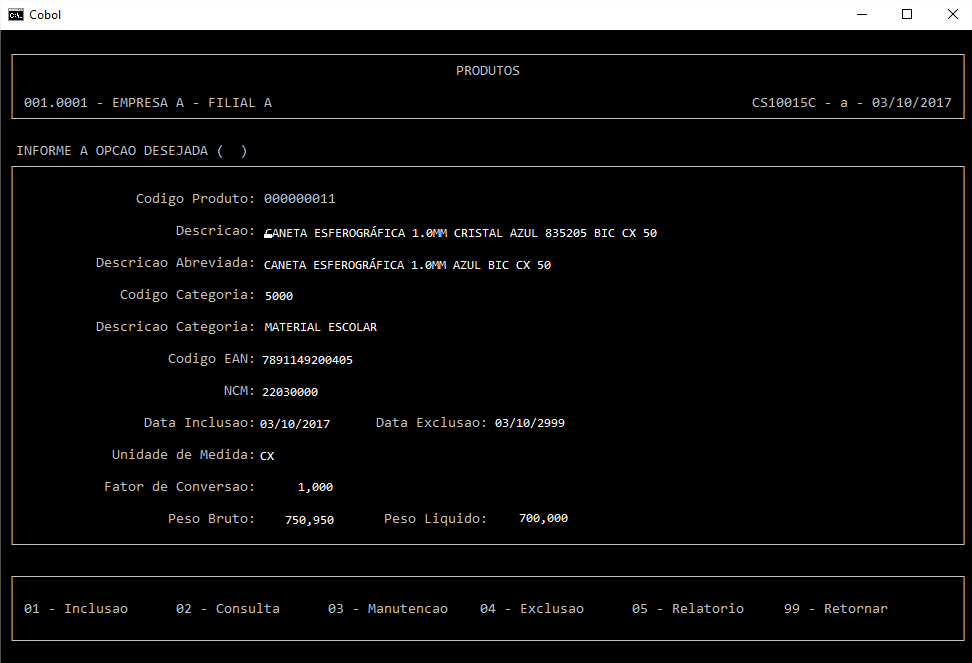 Cobol
PRODUTOS
001.0001 - EMPRESA A - FILIAL A CS10015C - a - 03/10/2017
INFORME A OPCAO DESEJADA ( )
Codigo Produto: 000000011
Descricao: CANETA ESFEROGRÁFICA 1.0MM CRISTAL AZUL 835205 BIC CX 50
Descricao Abreviada: CANETA ESFEROGRÁFICA 1.0MM AZUL BIC CX 50
Codigo Categoria: 5000
Descricao Categoria: MATERIAL ESCOLAR
Codigo EAN: 7891149200405
NCM: 22030000
Data Inclusao: 03/10/2017 Data Exclusao: 03/10/2999
Unidade de Medida: CX
Fator de Conversao: 1,000
Peso Bruto: 750,950 Peso Liquido: 700,000
01 - Inclusao 02 - Consulta 03 - Manutencao 04 - Exclusao 05 - Relatorio 99 - Retornar